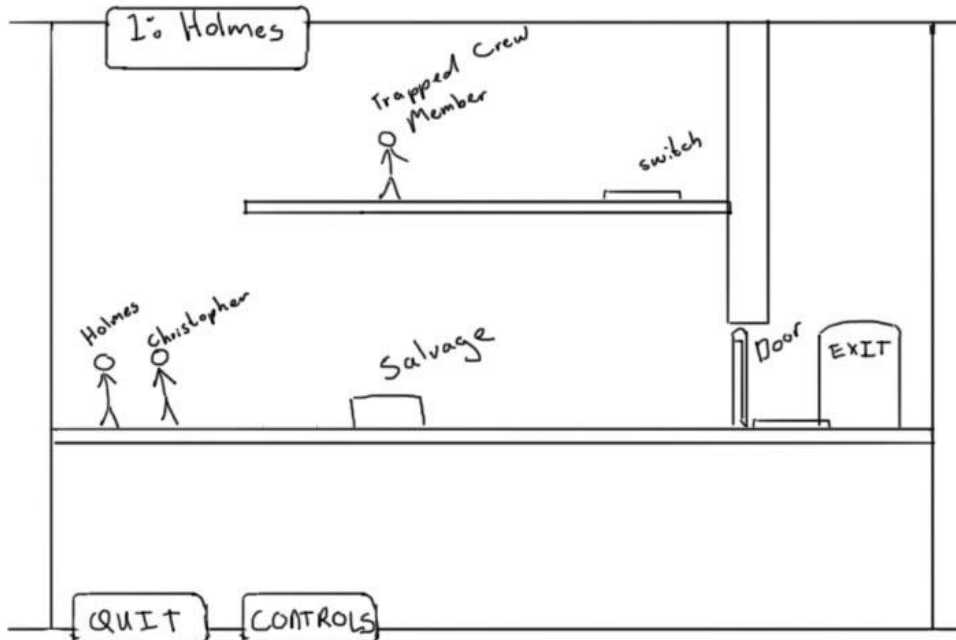 1: Holmes
Trapped Crew
Member
switch
Holmes
Christopher
Salvage
Door
EXIT
QUIT
CONTROLS